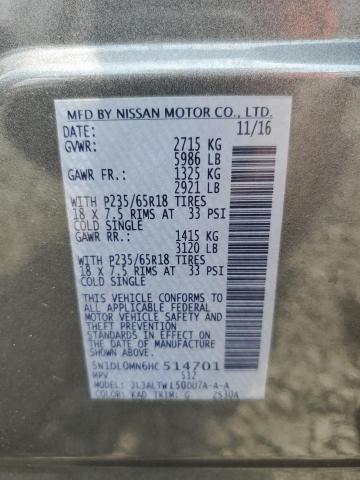 MFD BY NISSAN MOTOR CO., LTD.
DATE: 11/16
GVWR: 2715 KG
5986 LB
GAWR FR.: 1325 KG
2921 LB
WITH P235/65R18 TIRES
18 X 7.5 RIMS AT 33 PSI
COLD SINGLE
GAWR RR.: 1415 KG
3120 LB
WITH P235/65R18 TIRES
18 X 7.5 RIMS AT 33 PSI
COLD SINGLE
THIS VEHICLE CONFORMS TO
ALL APPLICABLE FEDERAL
MOTOR VEHICLE SAFETY AND
THEFT PREVENTION
STANDARDS IN EFFECT ON
THE DATE OF MANUFACTURE
SHOWN ABOVE.
5N1DL0MN6HC514701
MPV 512
MODEL:
COLOR: KAD TRIM: G